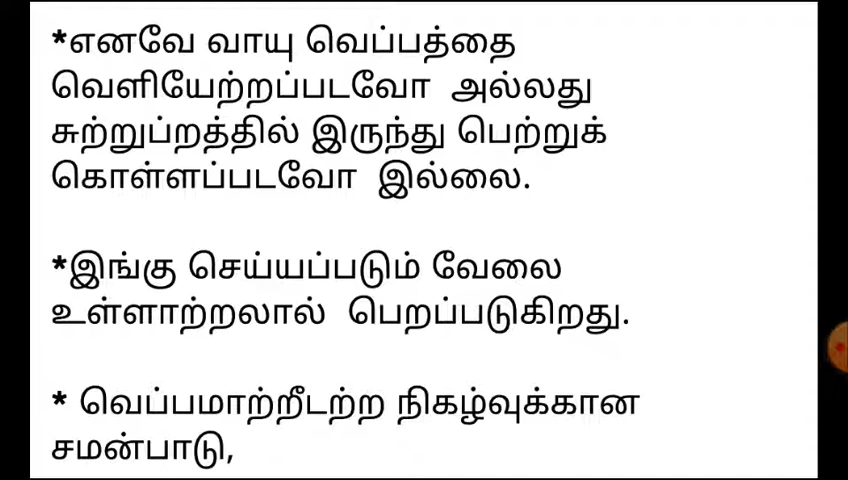 *எனவே வாயு வெப்பத்தை
வெளியேற்றப்படவோ அல்லது
சுற்றுப்றத்தில் இருந்து பெற்றுக்
கொள்ளப்படவோ இல்லை.
*இங்கு செய்யப்படும் வேலை
உள்ளாற்றலால் பெறப்படுகிறது.
* வெப்பமாற்றீடற்ற நிகழ்வுக்கான
சமன்பாடு,